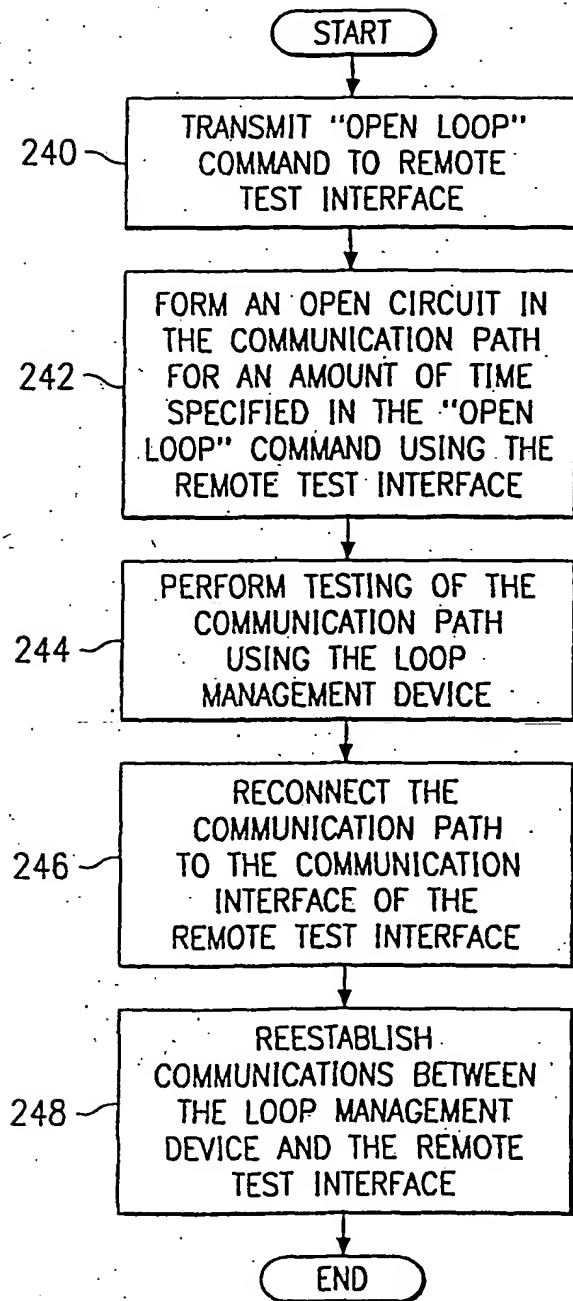 START
240
TRANSMIT "OPEN LOOP"
COMMAND TO REMOTE
TEST INTERFACE
242
FORM AN OPEN CIRCUIT IN
THE COMMUNICATION PATH
FOR AN AMOUNT OF TIME
SPECIFIED IN THE "OPEN
LOOP" COMMAND USING THE
REMOTE TEST INTERFACE
244
PERFORM TESTING OF THE
COMMUNICATION PATH
USING THE LOOP
MANAGEMENT DEVICE
246
RECONNECT THE
COMMUNICATION PATH
TO THE COMMUNICATION
INTERFACE OF THE
REMOTE TEST INTERFACE
248
REESTABLISH
COMMUNICATIONS BETWEEN
THE LOOP MANAGEMENT
DEVICE AND THE REMOTE
TEST INTERFACE
END